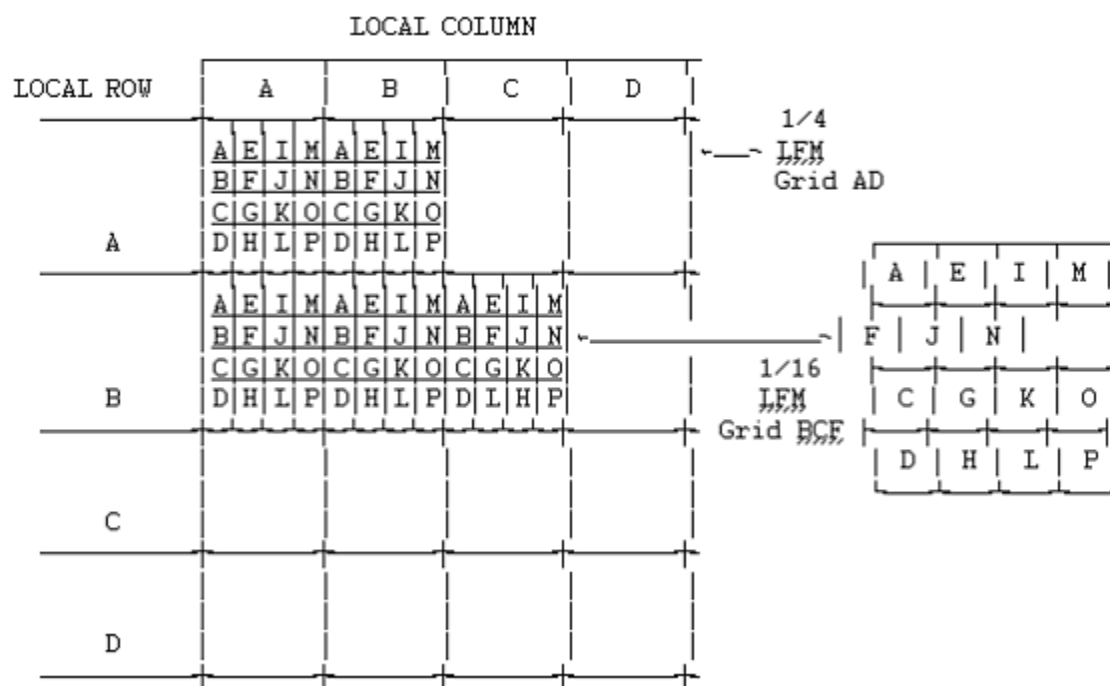 LOCAL COLUMN
LOCAL ROW A B C D
1/4
A E I M A E I M
LFM
B F J N B F J N
Grid AD
C G K O C G K O
A D H L P D H L P
A E I M
A E I M A E I M A E I M
B F J N B F J N B F J N
F J N
C G K O C G K O C G K O
1/16
B D H L P D H L P D L H P
LFM
C G K O
Grid BCF
D H L P
C
D